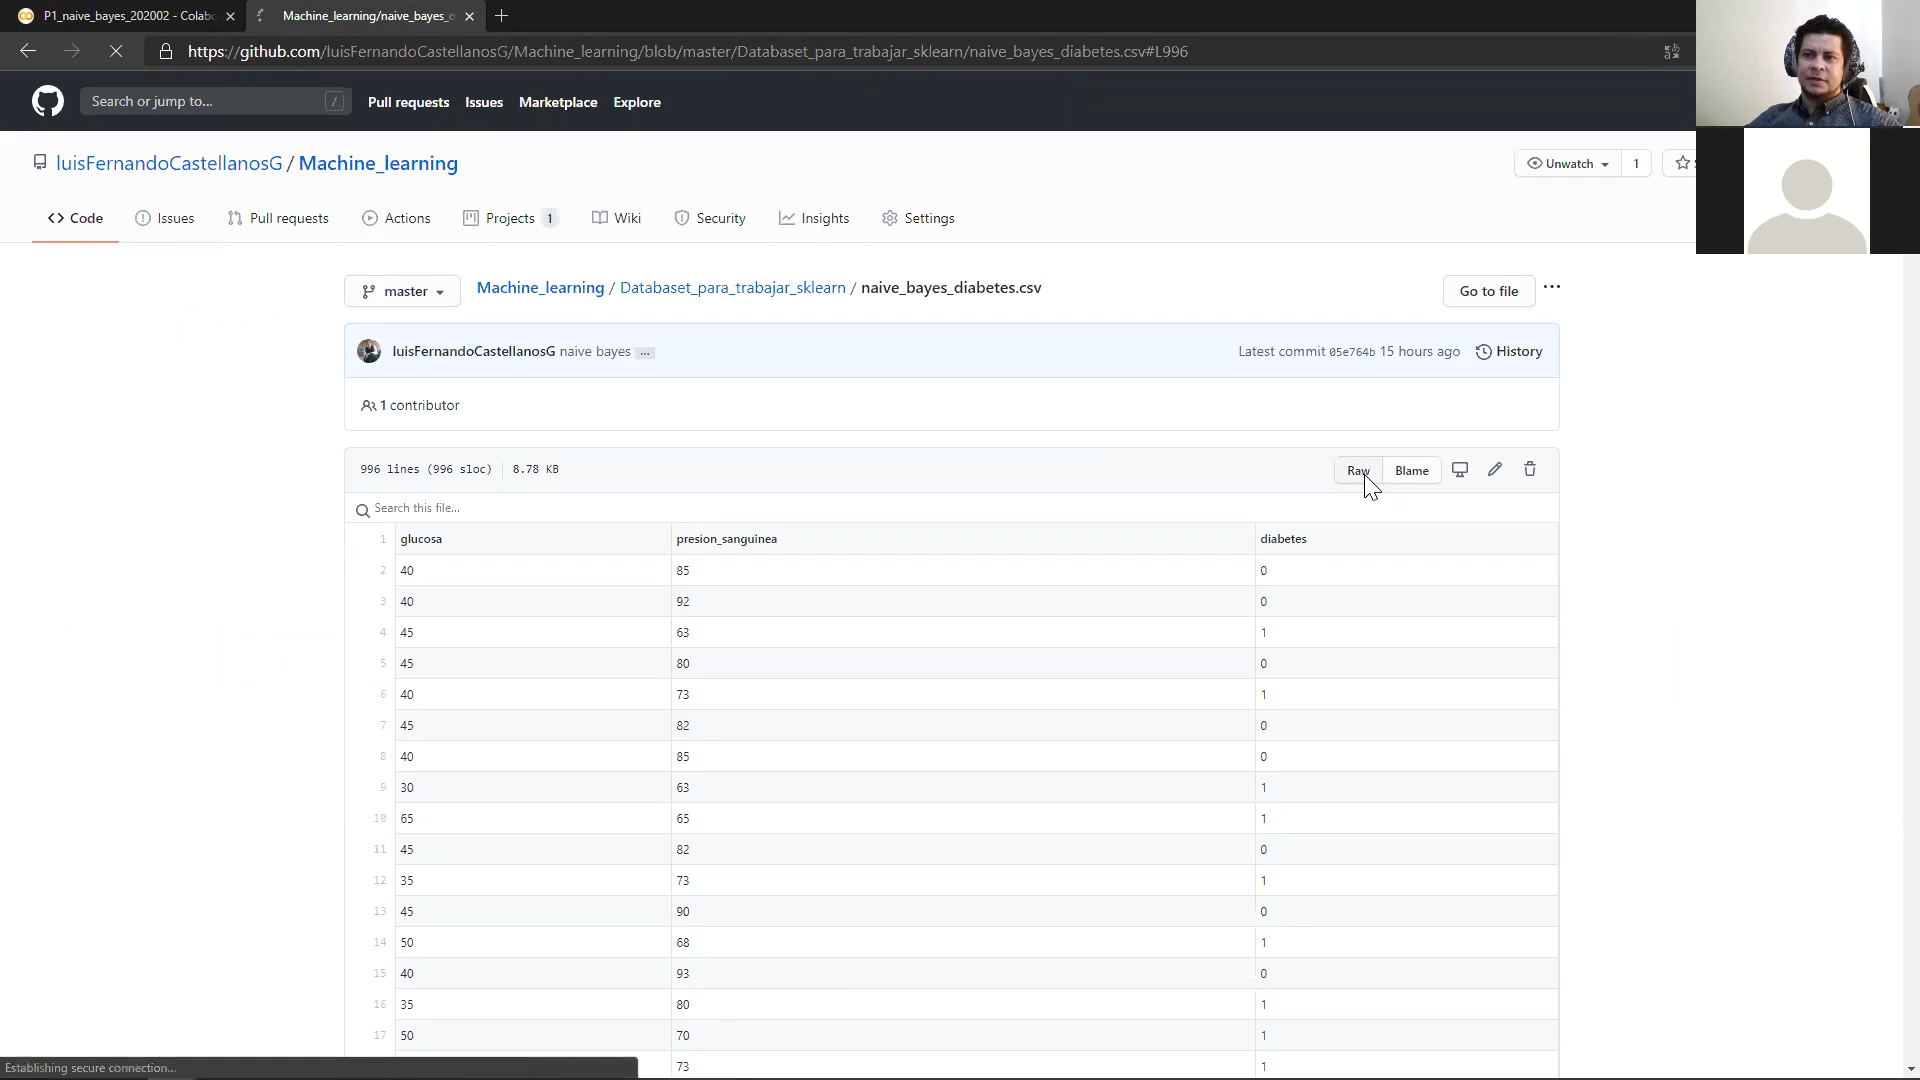 P1_naive_bayes_202002 - Colab
Machine_learning/naive_bayes_d
https://github.com/luisFernandoCastellanosG/Machine_learning/blob/master/Databaset_para_trabajar_sklearn/naive_bayes_diabetes.csv#L996
Search or jump to...
/
Pull requests
Issues
Marketplace
Explore
luisFernandoCastellanosG / Machine_learning
Unwatch
1
Code
Issues
Pull requests
Actions
Projects 1
Wiki
Security
Insights
Settings
master
Machine_learning / Databaset_para_trabajar_sklearn / naive_bayes_diabetes.csv
Go to file
...
luisFernandoCastellanosG naive bayes ...
Latest commit 05e764b 15 hours ago
History
1 contributor
996 lines (996 sloc) 8.78 KB
Raw
Blame
Search this file...
1 glucosa presion_sanguinea diabetes
2 40 85 0
3 40 92 0
4 45 63 1
5 45 80 0
6 40 73 1
7 45 82 0
8 40 85 0
9 30 63 1
10 65 65 1
11 45 82 0
12 35 73 1
13 45 90 0
14 50 68 1
15 40 93 0
16 35 80 1
17 50 70 1
73 1
Establishing secure connection...